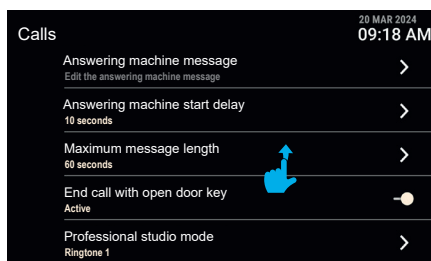 Calls
20 MAR 2024
09:18 AM
Answering machine message
Edit the answering machine message
Answering machine start delay
10 seconds
Maximum message length
60 seconds
End call with open door key
Active
Professional studio mode
Ringtone 1